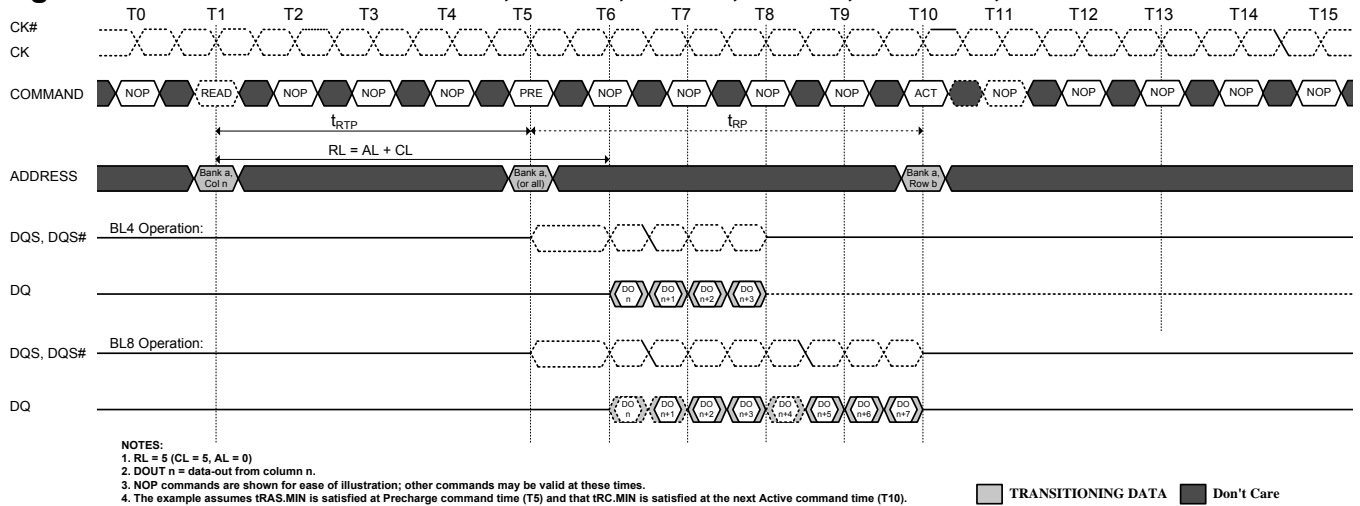 T0 T1 T2 T3 T4 T5 T6 T7 T8 T9 T10 T11 T12 T13 T14 T15
CK#
CK
COMMAND NOP READ NOP NOP NOP PRE NOP NOP NOP NOP ACT NOP NOP NOP NOP NOP
tRTP tRP
RL = AL + CL
ADDRESS Bank a, Col n Bank a, (or all) Bank a, Row b
BL4 Operation:
DQS, DQS#
DQ DO n DO n+1 DO n+2 DO n+3
BL8 Operation:
DQS, DQS#
DQ DO n DO n+1 DO n+2 DO n+3 DO n+4 DO n+5 DO n+6 DO n+7
NOTES:
1. RL = 5 (CL = 5, AL = 0)
2. DOUT n = data-out from column n.
3. NOP commands are shown for ease of illustration; other commands may be valid at these times.
4. The example assumes tRAS.MIN is satisfied at Precharge command time (T5) and that tRC.MIN is satisfied at the next Active command time (T10).
TRANSITIONING DATA Don't Care